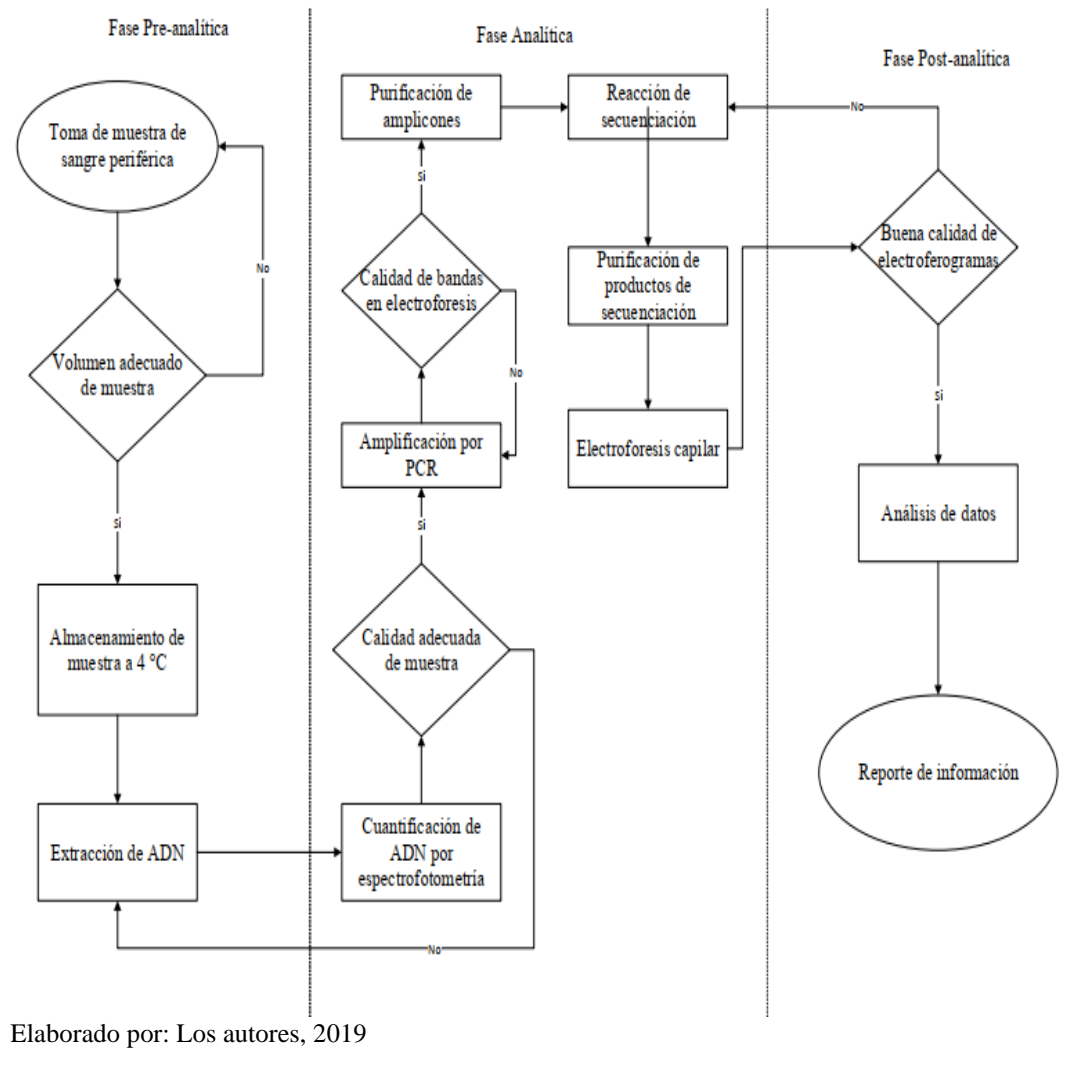 Fase Pre-analítica
Toma de muestra de
sangre periférica
No
Volumen adecuado
de muestra
Si
Almacenamiento de
muestra a 4 °C
Extracción de ADN
Fase Analítica
Purificación de
amplicones
Si
Calidad de bandas
en electroforesis
No
Amplificación por
PCR
Si
Calidad adecuada
de muestra
No
Cuantificación de
ADN por
espectrofotometría
Reacción de
secuenciación
Purificación de
productos de
secuenciación
Electroforesis capilar
Fase Post-analítica
No
Buena calidad de
electroferogramas
Si
Análisis de datos
Reporte de información
Elaborado por: Los autores, 2019